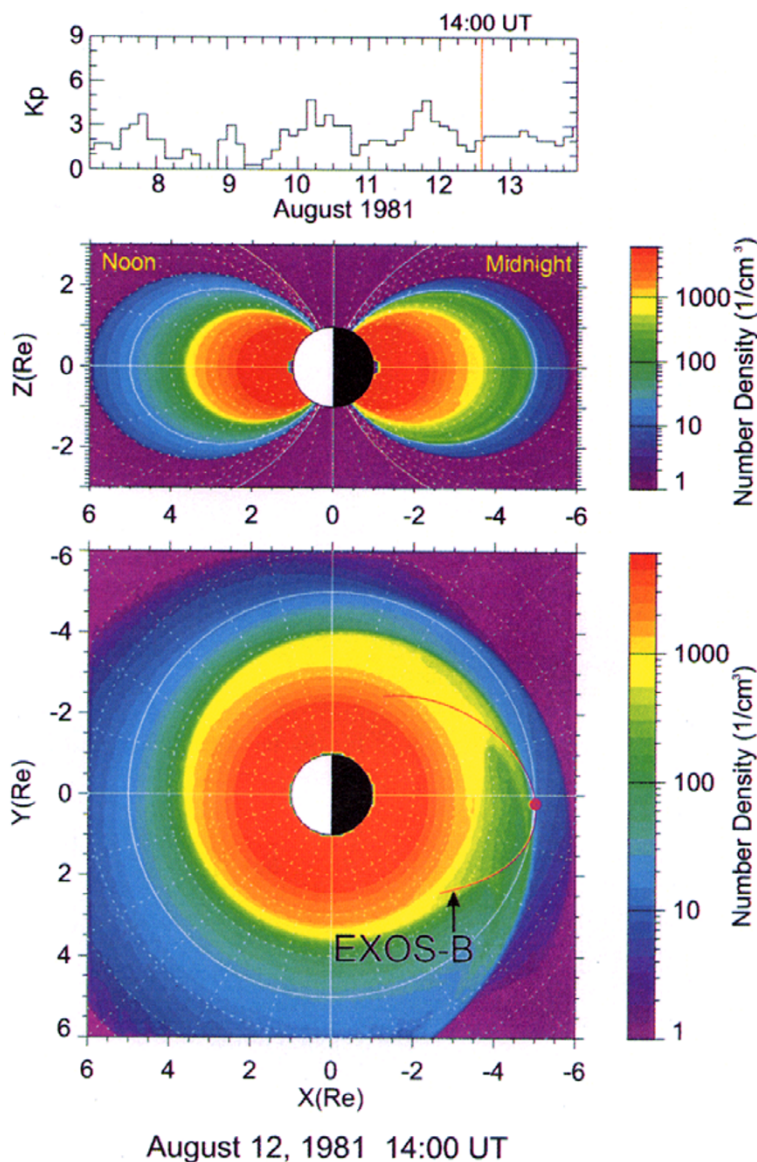 14:00 UT
9
6
3
0
Kp
8 9 10 11 12 13
August 1981
Noon
Midnight
2
0
-2
Z(Re)
6 4 2 0 -2 -4 -6
1000
100
10
1
Number Density (1/cm³)
-6
-4
-2
0
2
4
6
Y(Re)
EXOS-B
6 4 2 0 -2 -4 -6
X(Re)
1000
100
10
1
Number Density (1/cm³)
August 12, 1981 14:00 UT